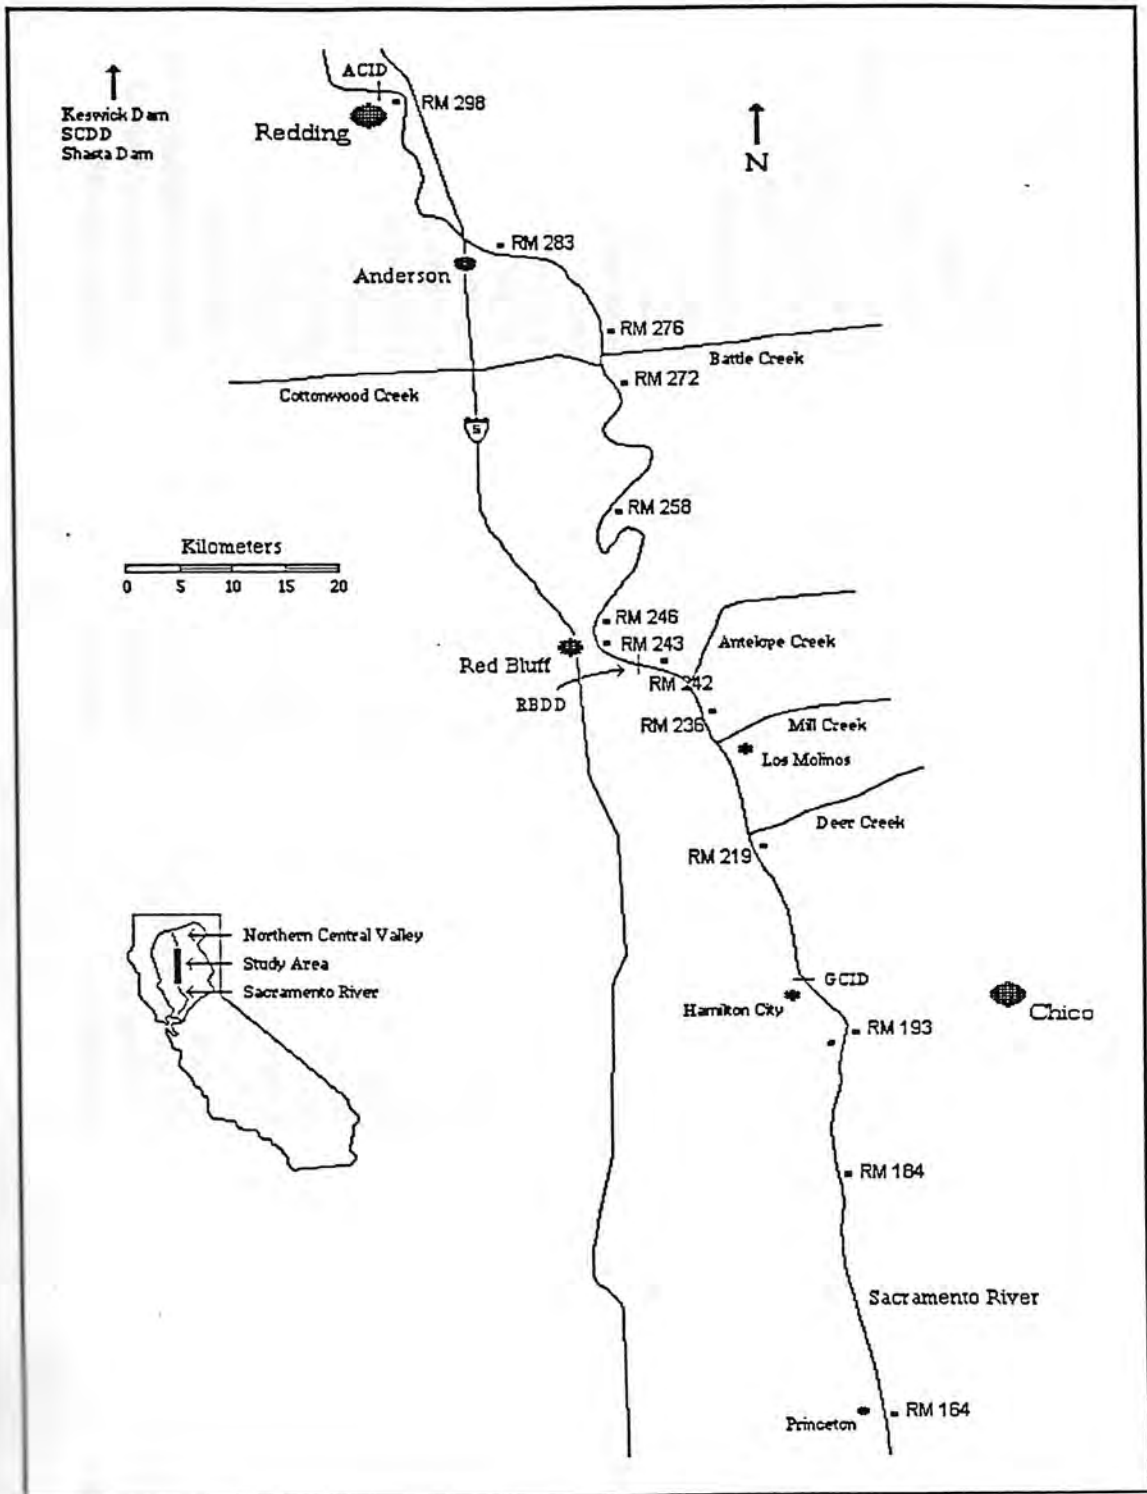 ACID
RM 298
Redding
Keswick Dam
SCDD
Shasta Dam
N
RM 283
Anderson
RM 276
Battle Creek
RM 272
Cottonwood Creek
5
RM 258
Kilometers
0 5 10 15 20
RM 246
RM 243
Antelope Creek
Red Bluff
RM 242
RBDD
RM 236
Mill Creek
Los Molinos
Deer Creek
RM 219
Northern Central Valley
Study Area
Sacramento River
GCID
Hamilton City
Chico
RM 193
RM 184
Sacramento River
Princeton
RM 164